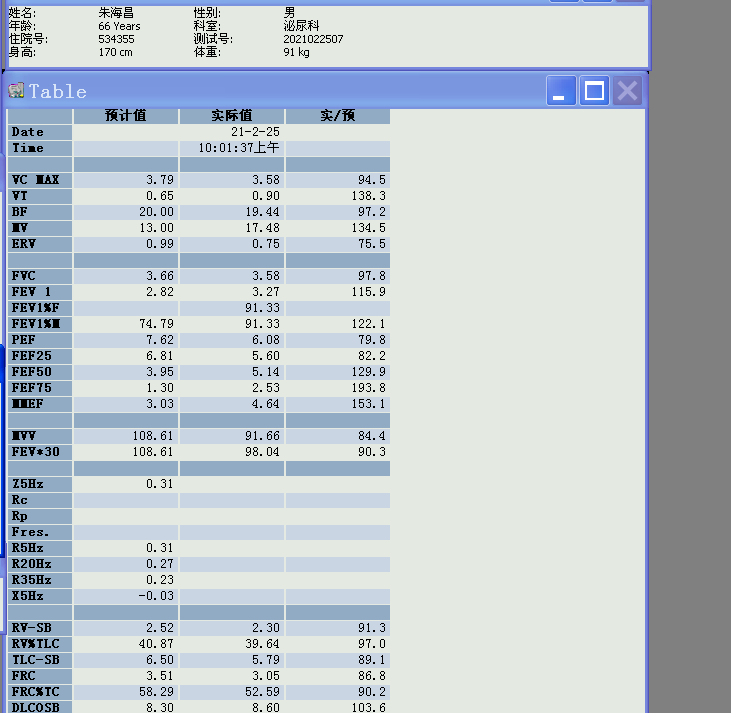 姓名: 朱海昌 性别: 男
年龄: 66 Years 科室: 泌尿科
住院号: 534355 测试号: 2021022507
身高: 170 cm 体重: 91 kg
Table
预计值 实际值 实/预
Date 21-2-25
Time 10:01:37上午
VC MAX 3.79 3.58 94.5
VT 0.65 0.90 138.3
BF 20.00 19.44 97.2
MV 13.00 17.48 134.5
ERV 0.99 0.75 75.5
FVC 3.66 3.58 97.8
FEV 1 2.82 3.27 115.9
FEV1%F 91.33
FEV1%M 74.79 91.33 122.1
PEF 7.62 6.08 79.8
FEF25 6.81 5.60 82.2
FEF50 3.95 5.14 129.9
FEF75 1.30 2.53 193.8
MMEF 3.03 4.64 153.1
MVV 108.61 91.66 84.4
FEV*30 108.61 98.04 90.3
Z5Hz 0.31
Rc
Rp
Fres.
R5Hz 0.31
R20Hz 0.27
R35Hz 0.23
X5Hz -0.03
RV-SB 2.52 2.30 91.3
RV%TLC 40.87 39.64 97.0
TLC-SB 6.50 5.79 89.1
FRC 3.51 3.05 86.8
FRC%TC 58.29 52.59 90.2
DLCOSB 8.30 8.60 103.6